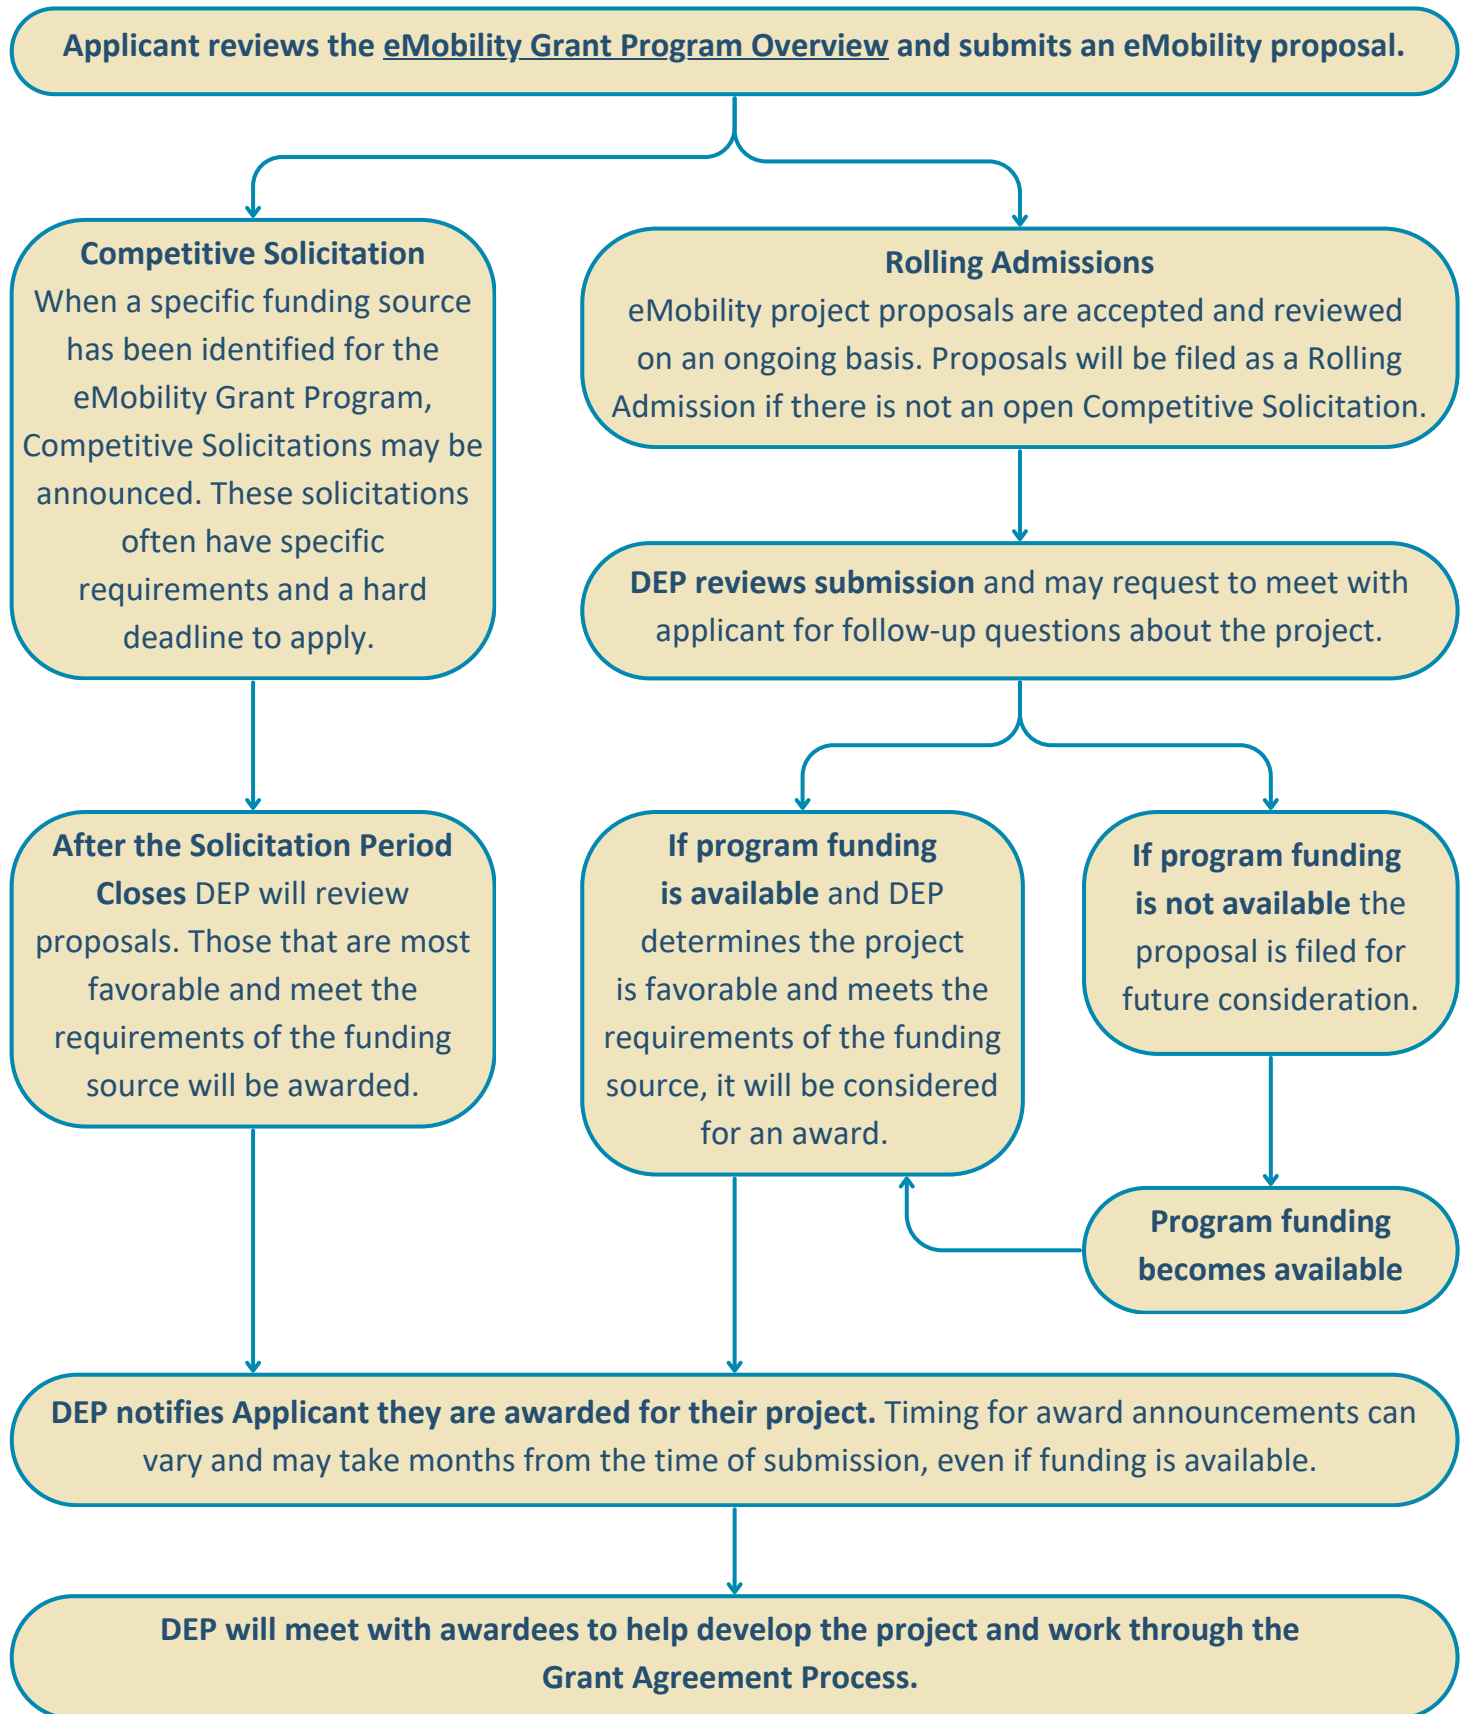 Applicant reviews the eMobility Grant Program Overview and submits an eMobility proposal.
Competitive Solicitation
When a specific funding source
has been identified for the
eMobility Grant Program,
Competitive Solicitations may be
announced. These solicitations
often have specific
requirements and a hard
deadline to apply.
Rolling Admissions
eMobility project proposals are accepted and reviewed
on an ongoing basis. Proposals will be filed as a Rolling
Admission if there is not an open Competitive Solicitation.
DEP reviews submission and may request to meet with
applicant for follow-up questions about the project.
After the Solicitation Period
Closes DEP will review
proposals. Those that are most
favorable and meet the
requirements of the funding
source will be awarded.
If program funding
is available and DEP
determines the project
is favorable and meets the
requirements of the funding
source, it will be considered
for an award.
If program funding
is not available the
proposal is filed for
future consideration.
Program funding
becomes available
DEP notifies Applicant they are awarded for their project. Timing for award announcements can
vary and may take months from the time of submission, even if funding is available.
DEP will meet with awardees to help develop the project and work through the
Grant Agreement Process.